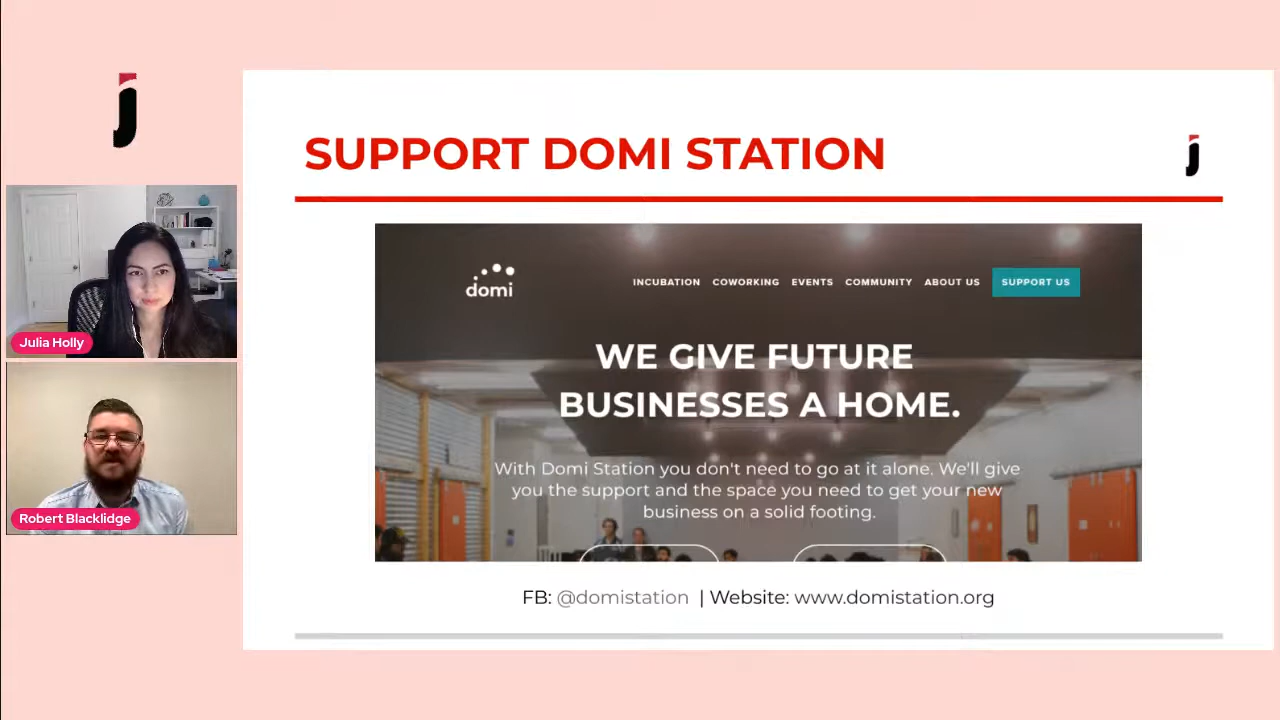 j
SUPPORT DOMI STATION
j
domi
INCUBATION COWORKING EVENTS COMMUNITY ABOUT US SUPPORT US
WE GIVE FUTURE
BUSINESSES A HOME.
With Domi Station you don't need to go at it alone. We'll give
you the support and the space you need to get your new
business on a solid footing.
FB: @domistation | Website: www.domistation.org
Julia Holly
Robert Blacklidge